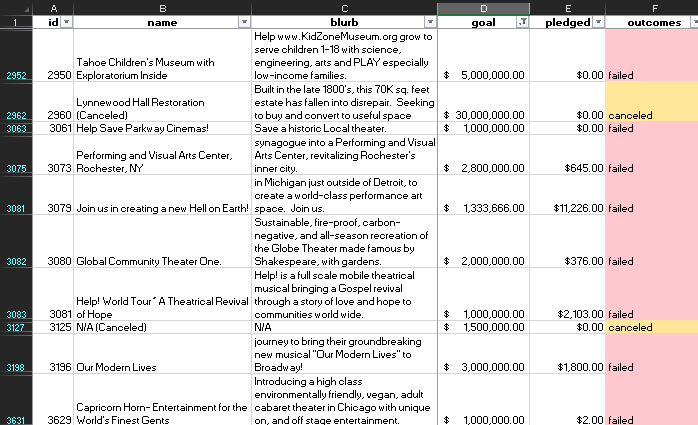 A B C D E F
1 id name blurb goal pledged outcomes
Help www.KidZoneMuseum.org grow to
serve children 1-18 with science,
Tahoe Children's Museum with engineering, arts and PLAY especially
2952 2950 Exploratorium Inside low-income families. $ 5,000,000.00 $0.00 failed
Built in the late 1800's, this 70K sq. feet
Lynnewood Hall Restoration estate has fallen into disrepair. Seeking
2962 2960 (Canceled) to buy and convert to useful space $ 30,000,000.00 $0.00 canceled
3063 3061 Help Save Parkway Cinemas! Save a historic Local theater. $ 1,000,000.00 $0.00 failed
synagogue into a Performing and Visual
Performing and Visual Arts Center, Arts Center, revitalizing Rochester's
3075 3073 Rochester, NY inner city. $ 2,800,000.00 $645.00 failed
in Michigan just outside of Detroit, to
create a world-class performance art
3081 3079 Join us in creating a new Hell on Earth! space. Join us. $ 1,333,666.00 $11,226.00 failed
Sustainable, fire-proof, carbon-
negative, and all-season recreation of
the Globe Theater made famous by
3082 3080 Global Community Theater One. Shakespeare, with gardens. $ 2,000,000.00 $376.00 failed
Help! is a full scale mobile theatrical
musical bringing a Gospel revival
Help! World Tour ˆ A Theatrical Revival through a story of love and hope to
3083 3081 of Hope communities world wide. $ 1,000,000.00 $2,103.00 failed
3127 3125 N/A (Canceled) N/A $ 1,500,000.00 $0.00 canceled
journey to bring their groundbreaking
new musical "Our Modern Lives" to
3198 3196 Our Modern Lives Broadway! $ 3,000,000.00 $1,800.00 failed
Introducing a high class
environmentally friendly, vegan, adult
Capricorn Horn- Entertainment for the cabaret theater in Chicago with unique
3631 3629 World's Finest Gents on, and off stage entertainment. $ 1,000,000.00 $2.00 failed